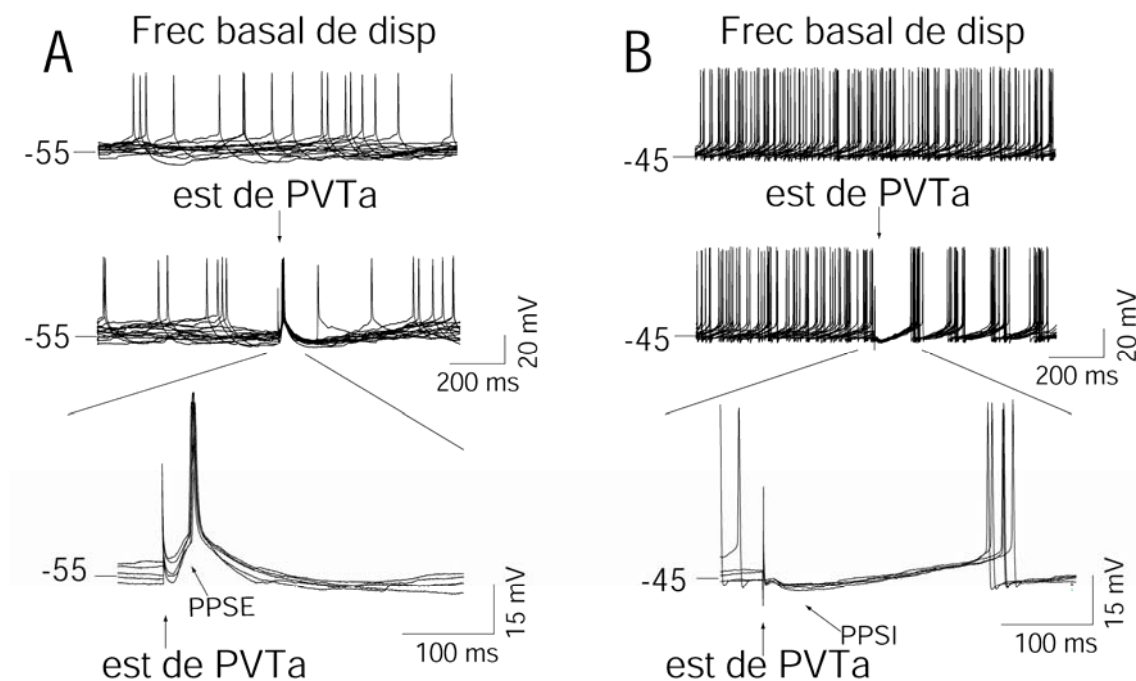 A
Frec basal de disp
-55
est de PVTa
-55
20 mV
200 ms
-55
PPSE
15 mV
100 ms
est de PVTa
B
Frec basal de disp
-45
est de PVTa
-45
20 mV
200 ms
-45
PPSI
15 mV
100 ms
est de PVTa